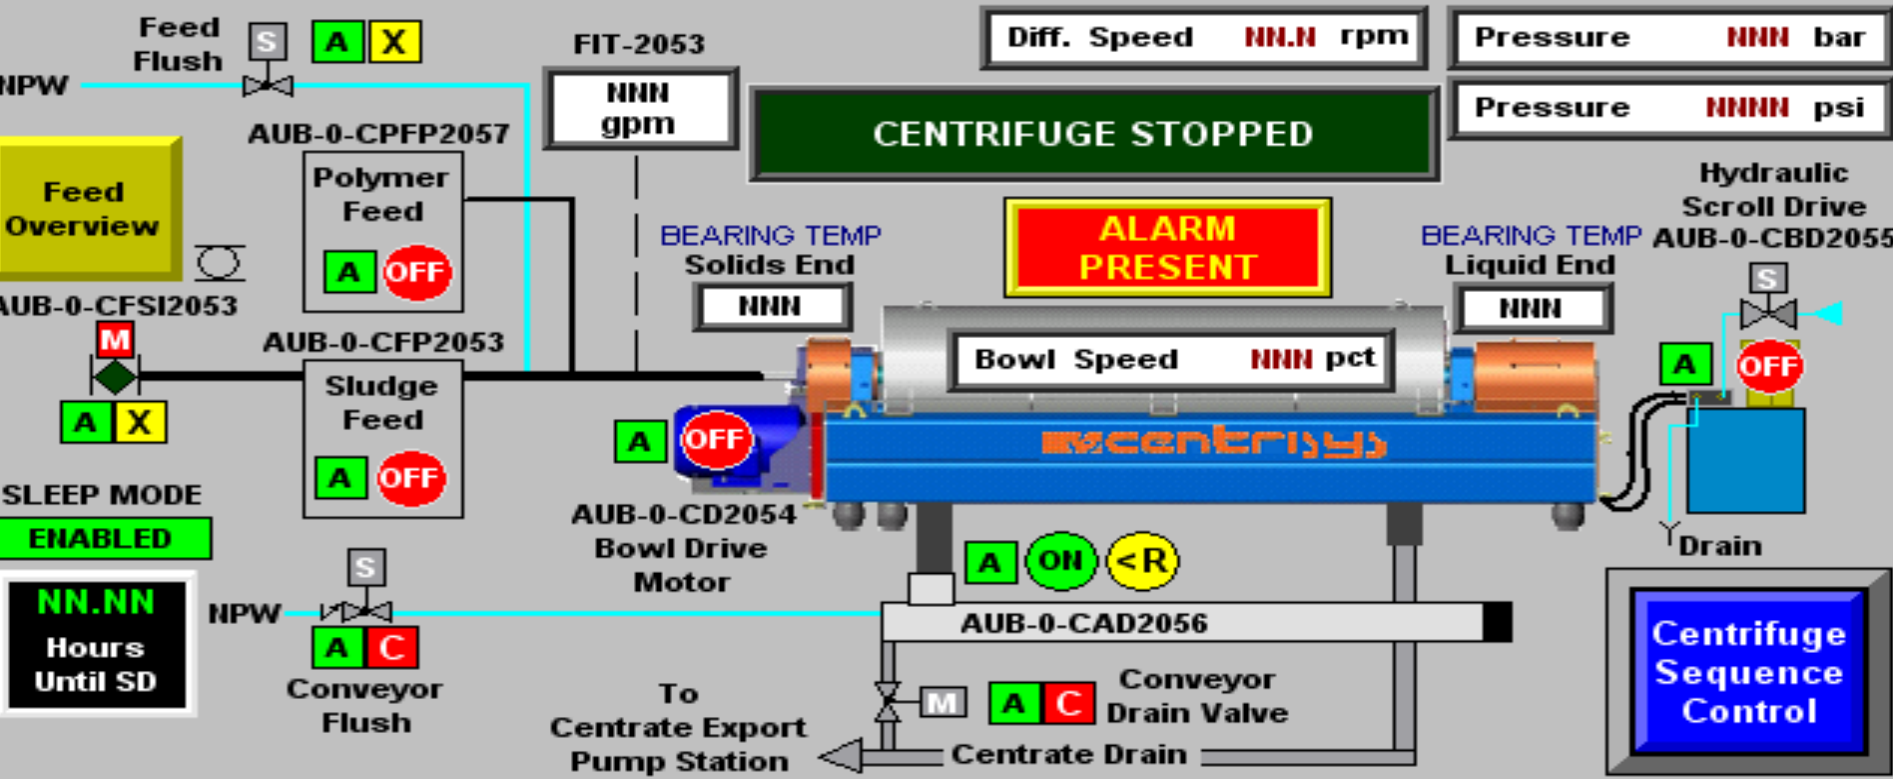 Feed
Flush
S
A
X
NPW
FIT-2053
NNN
gpm
Diff. Speed NN.N rpm
Pressure NNN bar
Pressure NNNN psi
CENTRIFUGE STOPPED
AUB-0-CPFP2057
Polymer
Feed
A
OFF
Feed
Overview
Hydraulic
Scroll Drive
AUB-0-CBD2055
S
BEARING TEMP
Solids End
NNN
ALARM
PRESENT
BEARING TEMP
Liquid End
NNN
AUB-0-CFSI2053
M
A
X
AUB-0-CFP2053
Sludge
Feed
A
OFF
Bowl Speed NNN pct
A
OFF
A
OFF
centrisys
SLEEP MODE
ENABLED
AUB-0-CD2054
Bowl Drive
Motor
Drain
NN.NN
Hours
Until SD
S
NPW
A
C
Conveyor
Flush
A
ON
<R
AUB-0-CAD2056
M
A
C
Conveyor
Drain Valve
To
Centrate Export
Pump Station
Centrate Drain
Centrifuge
Sequence
Control